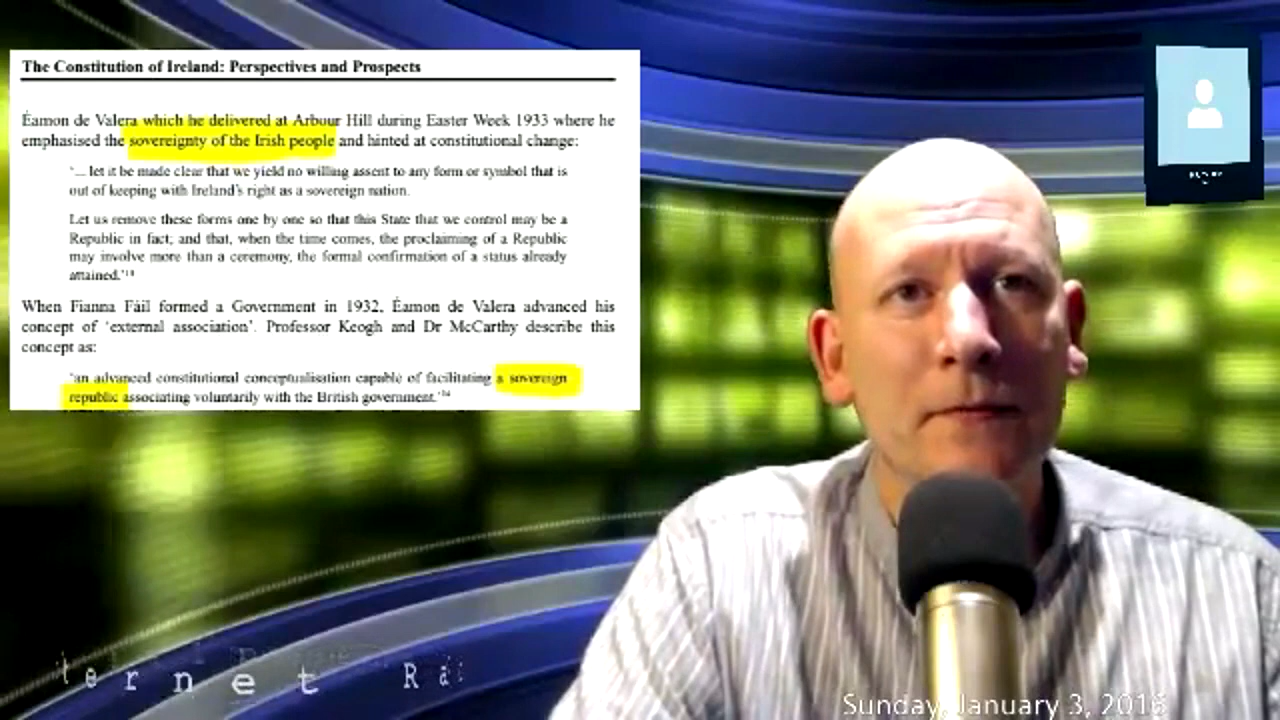 The Constitution of Ireland: Perspectives and Prospects
Éamon de Valera which he delivered at Arbour Hill during Easter Week 1933 where he
emphasised the sovereignty of the Irish people and hinted at constitutional change:
'... let it be made clear that we yield no willing assent to any form or symbol that is
out of keeping with Ireland's right as a sovereign nation.
Let us remove these forms one by one so that this State that we control may be a
Republic in fact; and that, when the time comes, the proclaiming of a Republic
may involve more than a ceremony, the formal confirmation of a status already
attained.'
When Fianna Fáil formed a Government in 1932, Éamon de Valera advanced his
concept of 'external association'. Professor Keogh and Dr McCarthy describe this
concept as:
'an advanced constitutional conceptualisation capable of facilitating a sovereign
republic associating voluntarily with the British government.'
ternet Ra
Sunday, January 3,